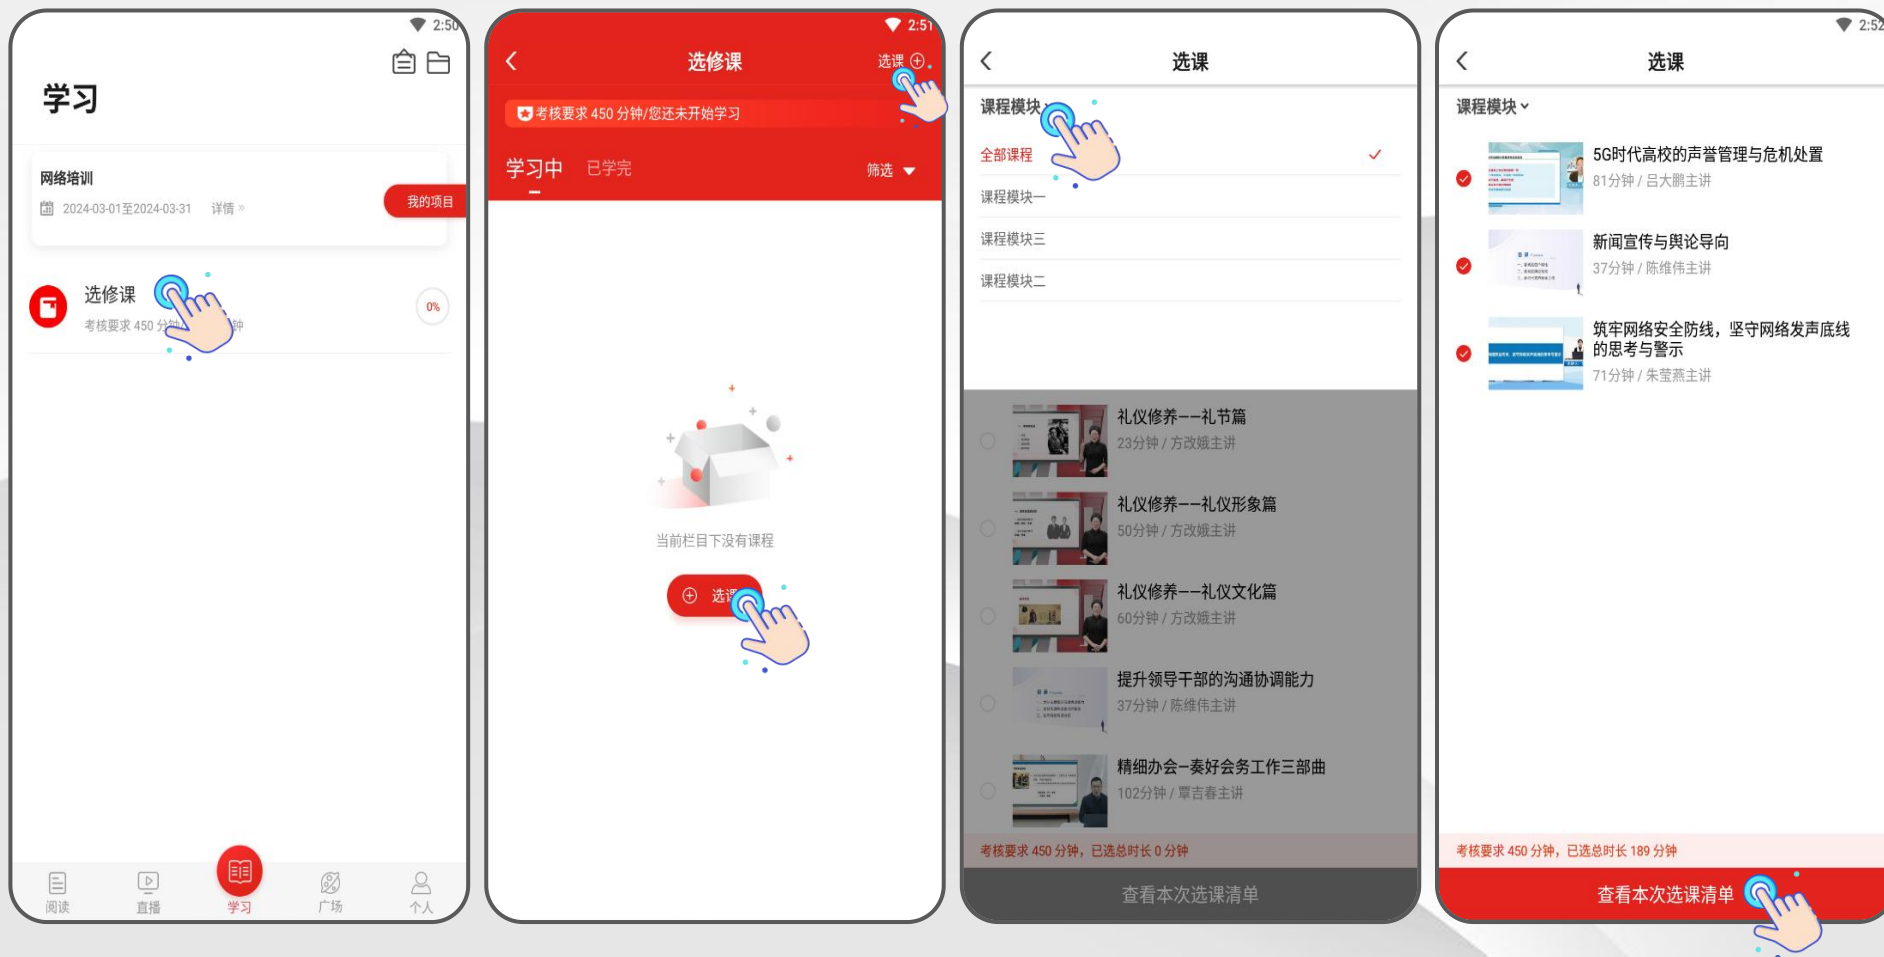 2:50
学习
网络培训
2024-03-01至2024-03-31 详情
我的项目
选修课
考核要求 450
钟
0%
阅读
直播
学习
广场
个人
2:51
选修课
选课
考核要求 450 分钟/您还未开始学习
学习中
已学完
筛选
当前栏目下没有课程
选课
选课
课程模块
全部课程
课程模块一
课程模块三
课程模块二
礼仪修养——礼节篇
23分钟 / 方改娥主讲
礼仪修养——礼仪形象篇
50分钟 / 方改娥主讲
礼仪修养——礼仪文化篇
60分钟 / 方改娥主讲
提升领导干部的沟通协调能力
37分钟 / 陈维伟主讲
精细办会—奏好会务工作三部曲
102分钟 / 覃吉春主讲
考核要求 450 分钟，已选总时长 0 分钟
查看本次选课清单
2:52
选课
课程模块
5G时代高校的声誉管理与危机处置
81分钟 / 吕大鹏主讲
新闻宣传与舆论导向
37分钟 / 陈维伟主讲
筑牢网络安全防线，坚守网络发声底线
的思考与警示
71分钟 / 朱莹燕主讲
考核要求 450 分钟，已选总时长 189 分钟
查看本次选课清单